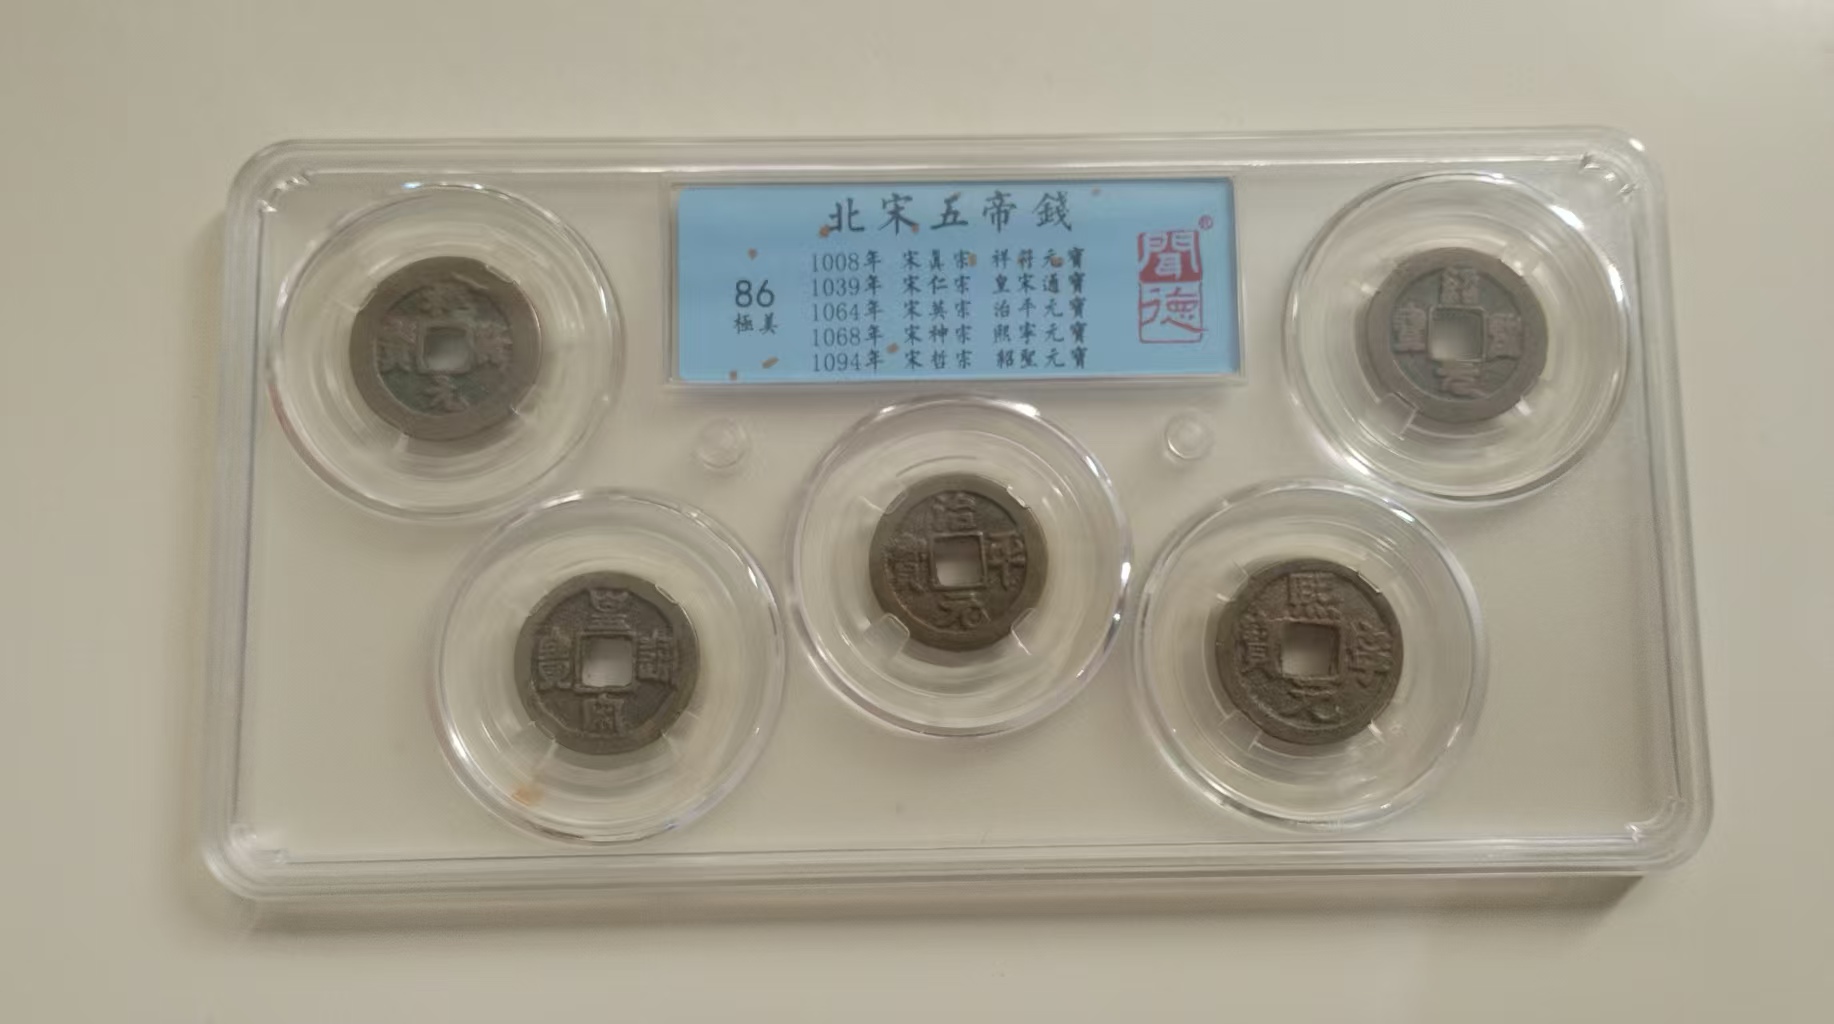 北宋五帝錢
86
極美
1008年 宋真宗 祥符元寶
1039年 宋仁宗 皇宋通寶
1064年 宋英宗 治平元寶
1068年 宋神宗 熙寧元寶
1094年 宋哲宗 紹聖元寶
聞德
®
祥符元寶
紹聖元寶
皇宋通寶
治平元寶
熙寧元寶